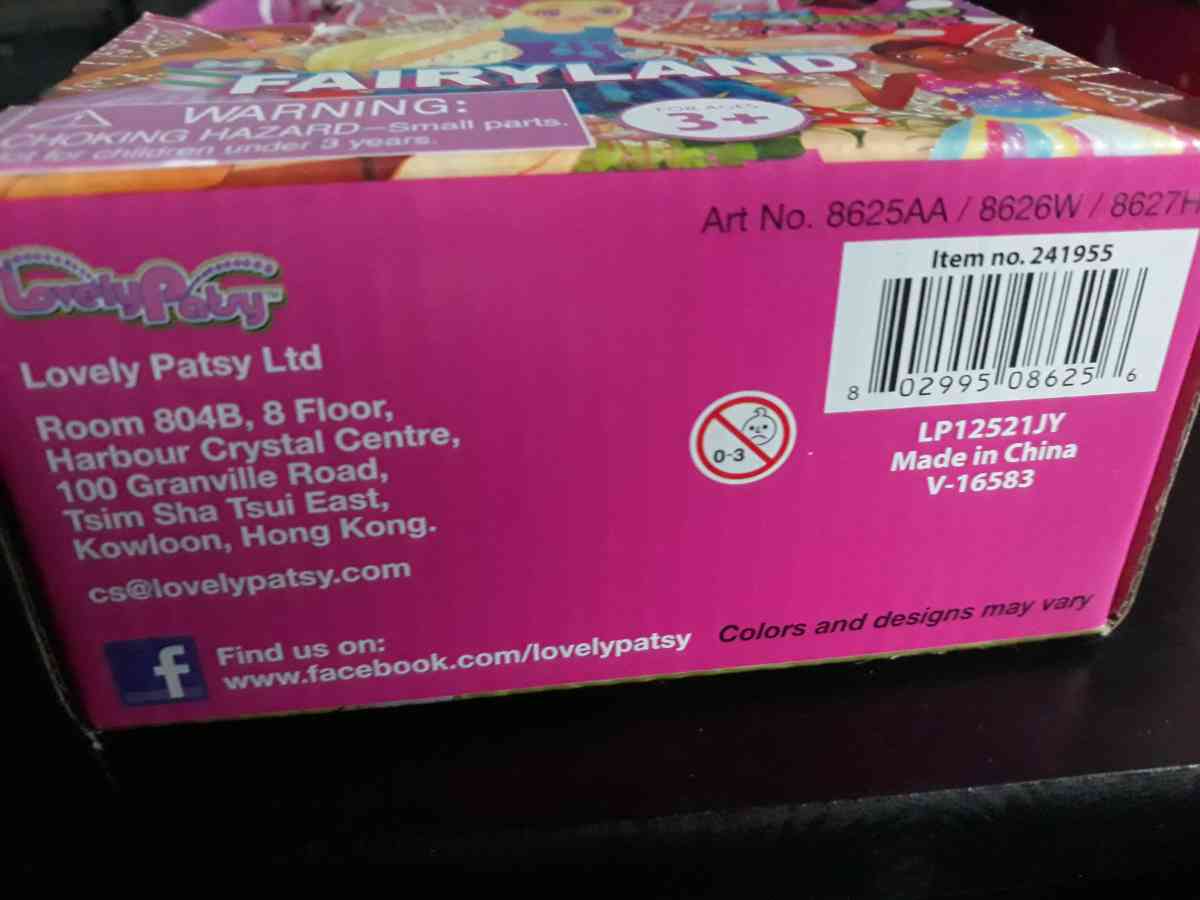 FAIRYLAND
WARNING:
CHOKING HAZARD—Small parts.
Not for children under 3 years.
FOR AGES
3+
Art No. 8625AA / 8626W / 8627H
Item no. 241955
8 02995 08625 6
LP12521JY
Made in China
V-16583
0-3
Lovely Patsy™
Lovely Patsy Ltd
Room 804B, 8 Floor,
Harbour Crystal Centre,
100 Granville Road,
Tsim Sha Tsui East,
Kowloon, Hong Kong.
cs@lovelypatsy.com
f
Find us on:
www.facebook.com/lovelypatsy
Colors and designs may vary